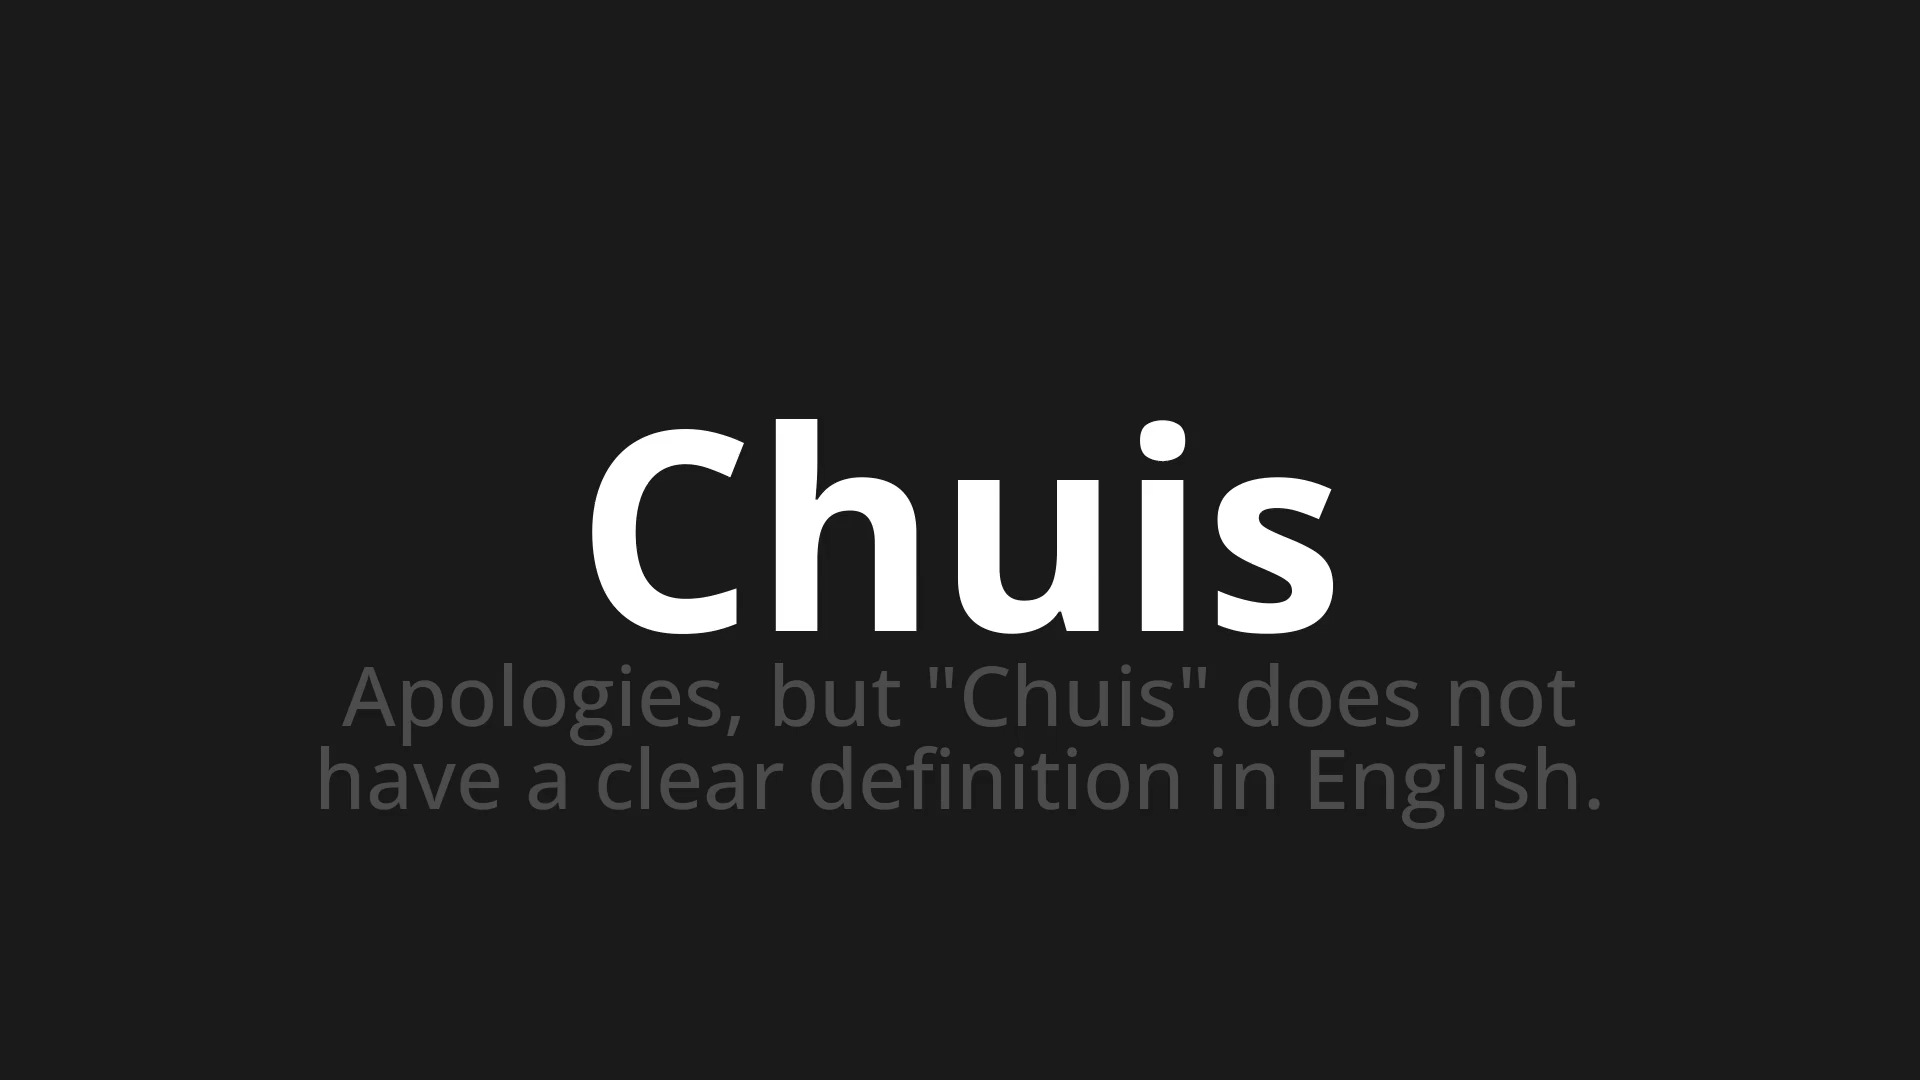 Chuis
Apologies, but "Chuis" does not
have a clear definition in English.